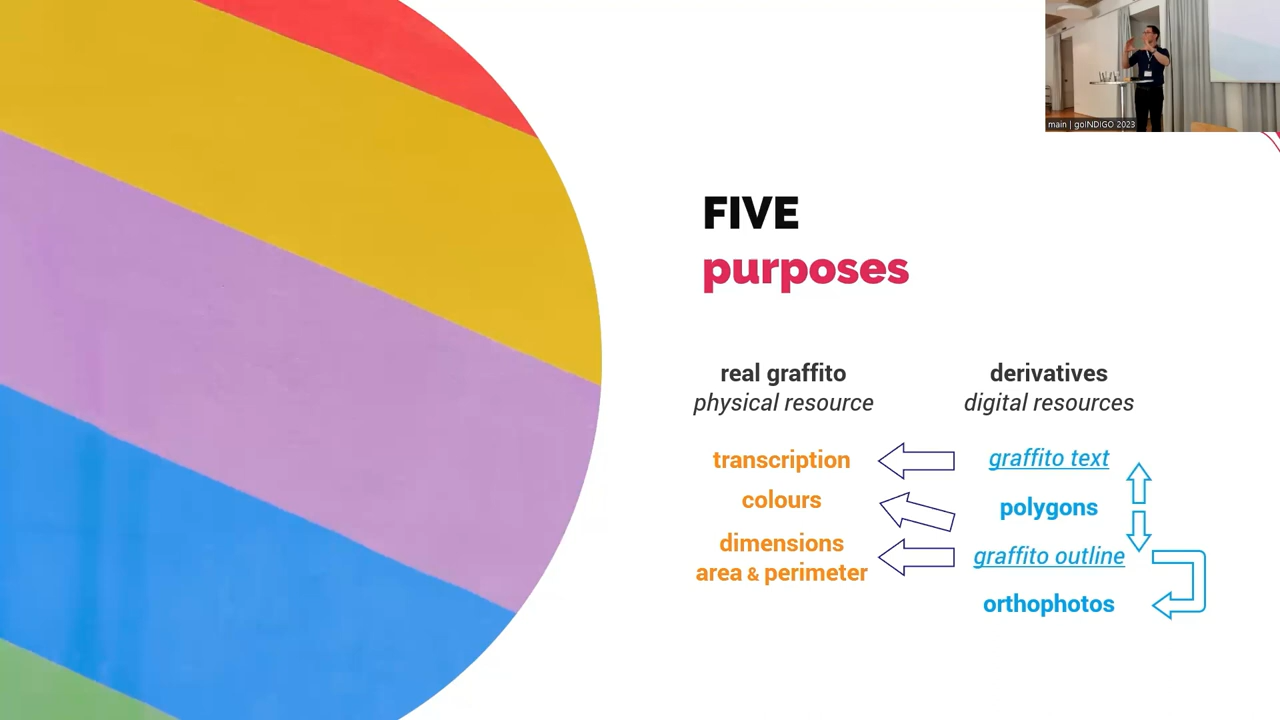 main | goINDIGO 2023
FIVE
purposes
real graffito
physical resource
derivatives
digital resources
transcription
graffito text
colours
polygons
dimensions
area & perimeter
graffito outline
orthophotos